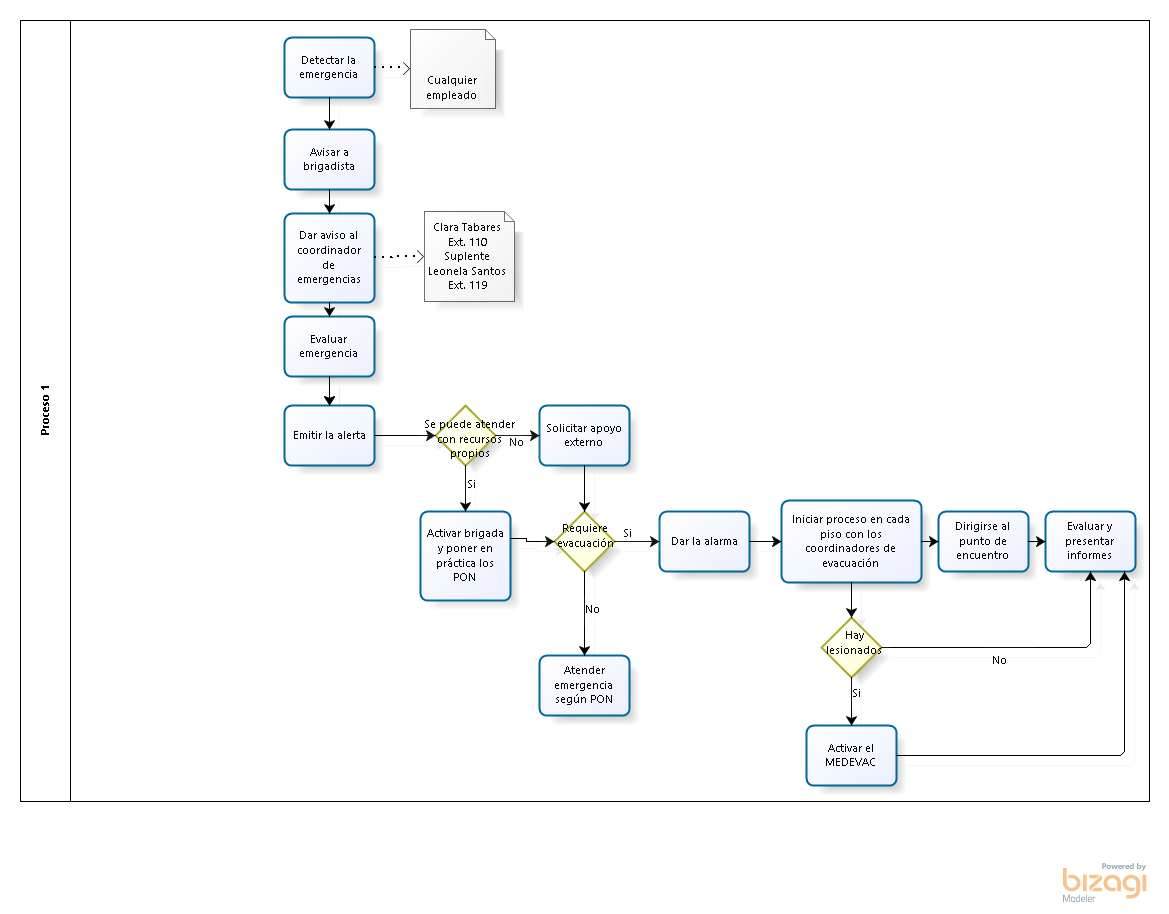 Proceso 1
Detectar la
emergencia
Cualquier
empleado
Avisar a
brigadista
Dar aviso al
coordinador
de
emergencias
Clara Tabares
Ext. 110
Suplente
Leonela Santos
Ext. 119
Evaluar
emergencia
Emitir la alerta
Se puede atender
con recursos
propios
No
Solicitar apoyo
externo
Si
Activar brigada
y poner en
práctica los
PON
Requiere
evacuación
Si
Dar la alarma
Iniciar proceso en cada
piso con los
coordinadores de
evacuación
Dirigirse al
punto de
encuentro
Evaluar y
presentar
informes
No
Atender
emergencia
según PON
Hay
lesionados
No
Si
Activar el
MEDEVAC
Powered by
bizagi
Modeler